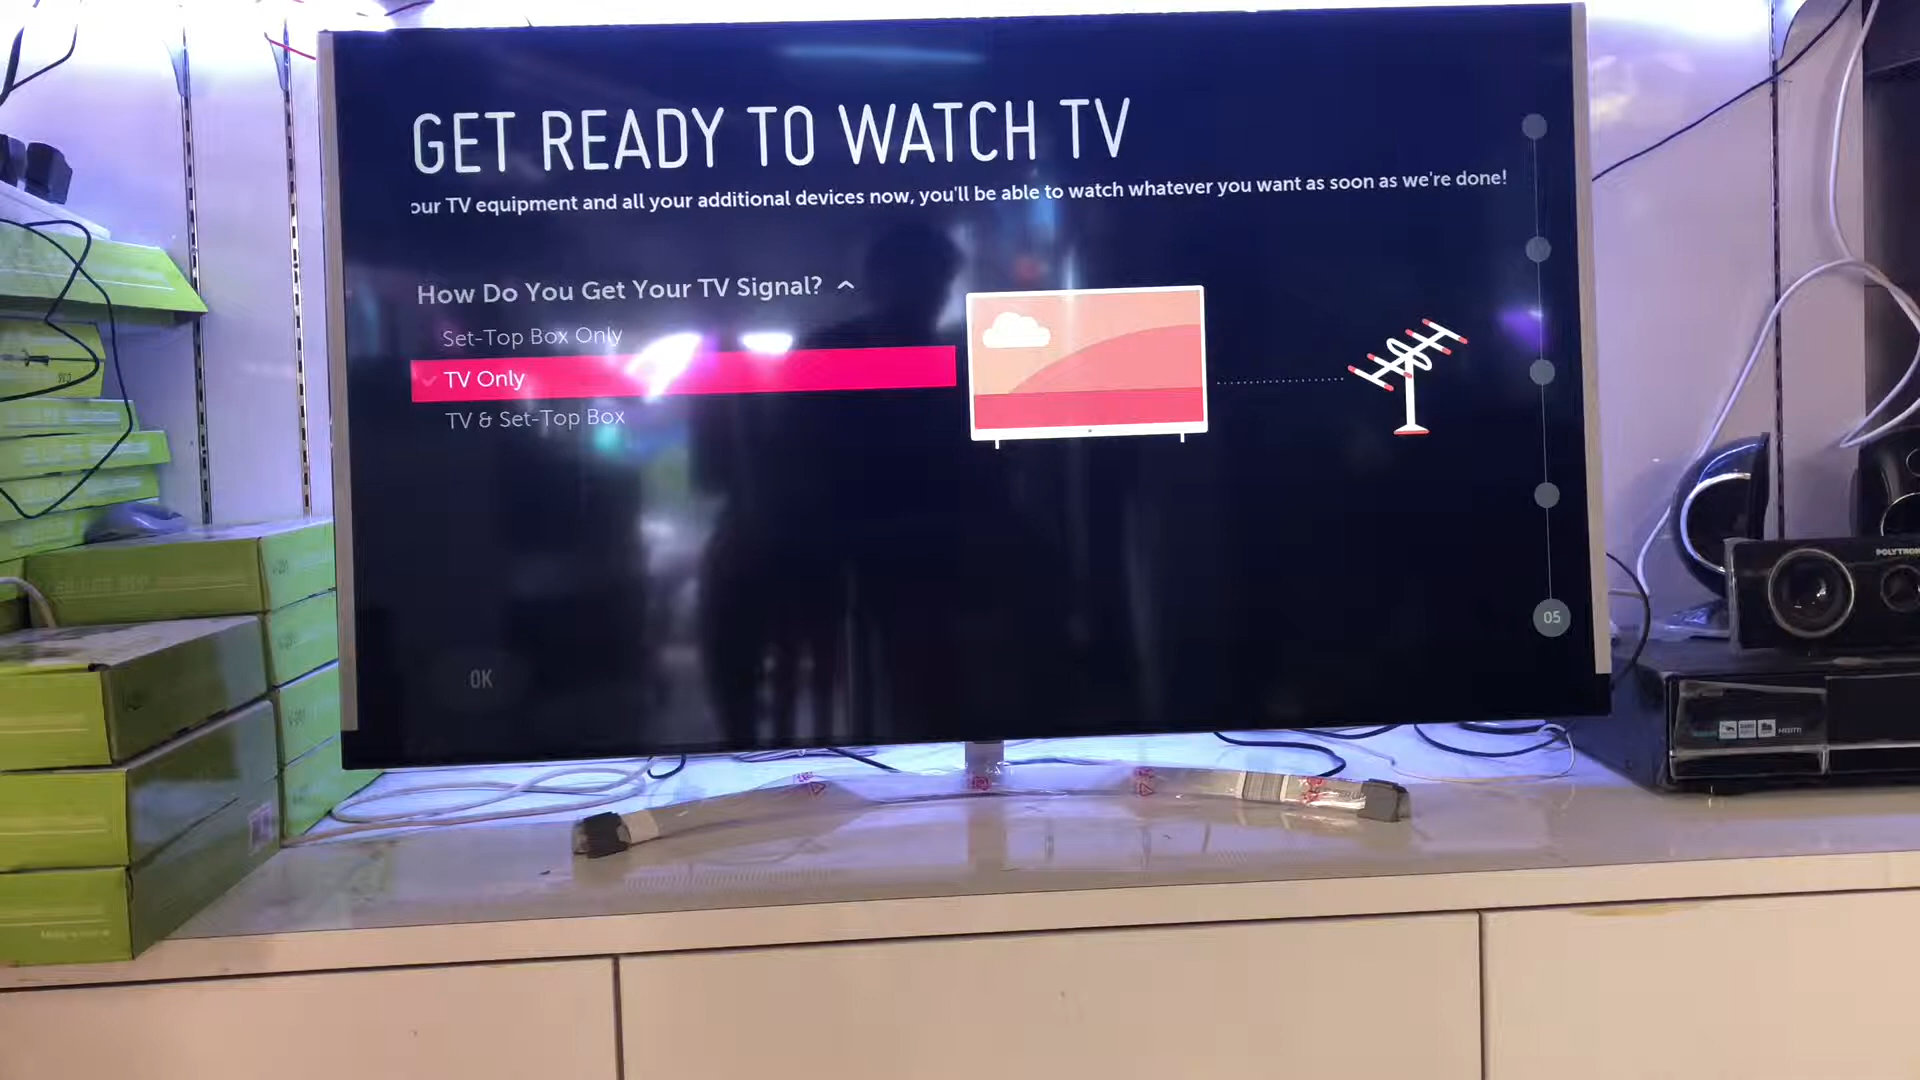 GET READY TO WATCH TV
our TV equipment and all your additional devices now, you'll be able to watch whatever you want as soon as we're done!
How Do You Get Your TV Signal?
Set-Top Box Only
TV Only
TV & Set-Top Box
05
OK
POLYTRON
HDMI